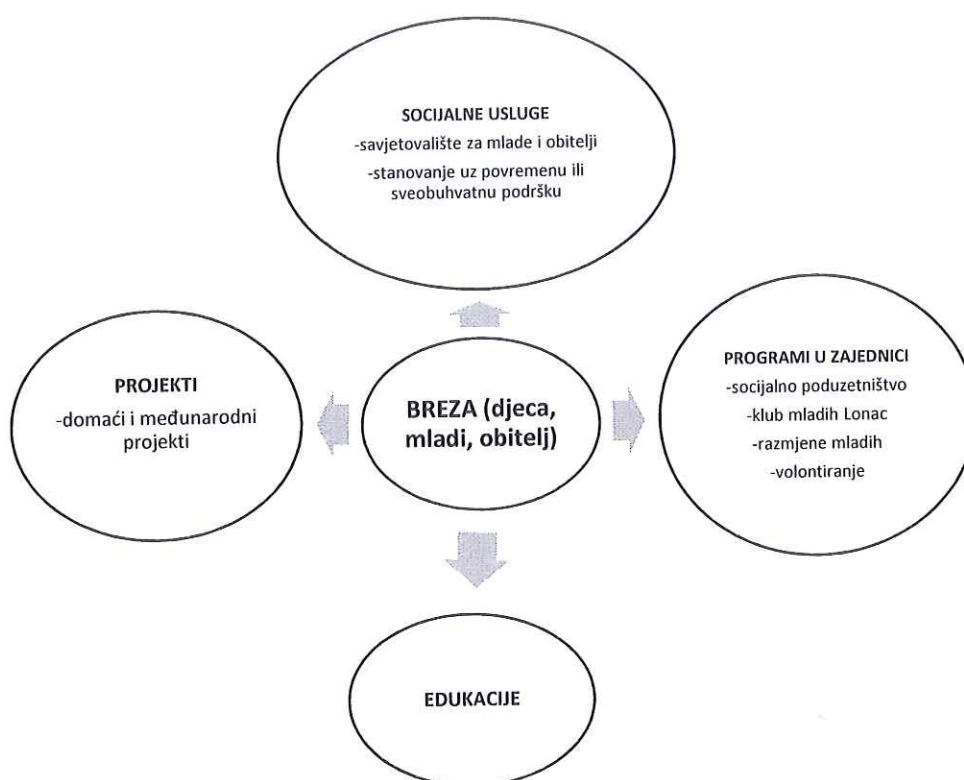 SOCIJALNE USLUGE
-savjetovalište za mlade i obitelji
-stanovanje uz povremenu ili
sveobuhvatnu podršku
PROJEKTI
-domaći i međunarodni
projekti
BREZA (djeca,
mladi, obitelj)
PROGRAMI U ZAJEDNICI
-socijalno poduzetništvo
-klub mladih Lonac
-razmjene mladih
-volontiranje
EDUKACIJE